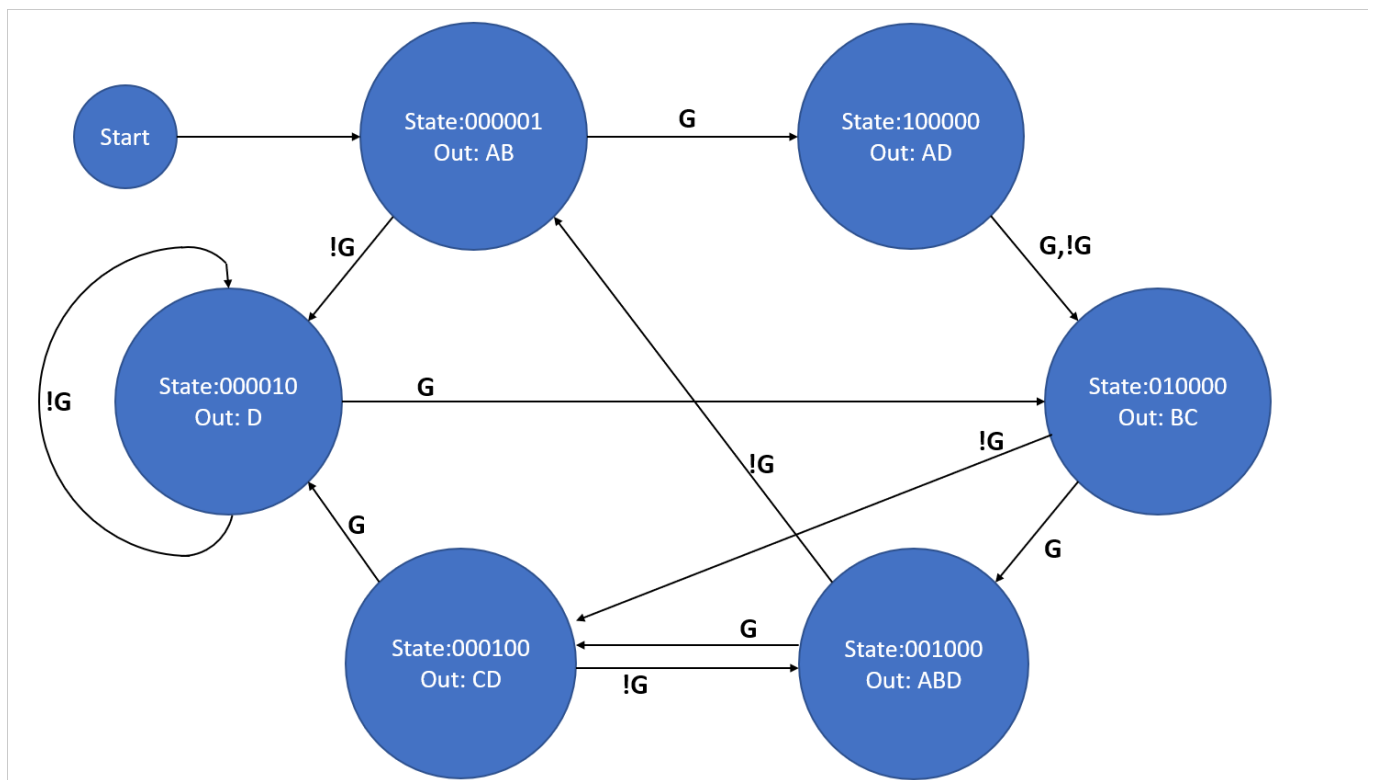 Start
State:000001
Out: AB
G
State:100000
Out: AD
!G
G,!G
!G
State:000010
Out: D
G
State:010000
Out: BC
!G
!G
G
G
State:000100
Out: CD
G
!G
State:001000
Out: ABD